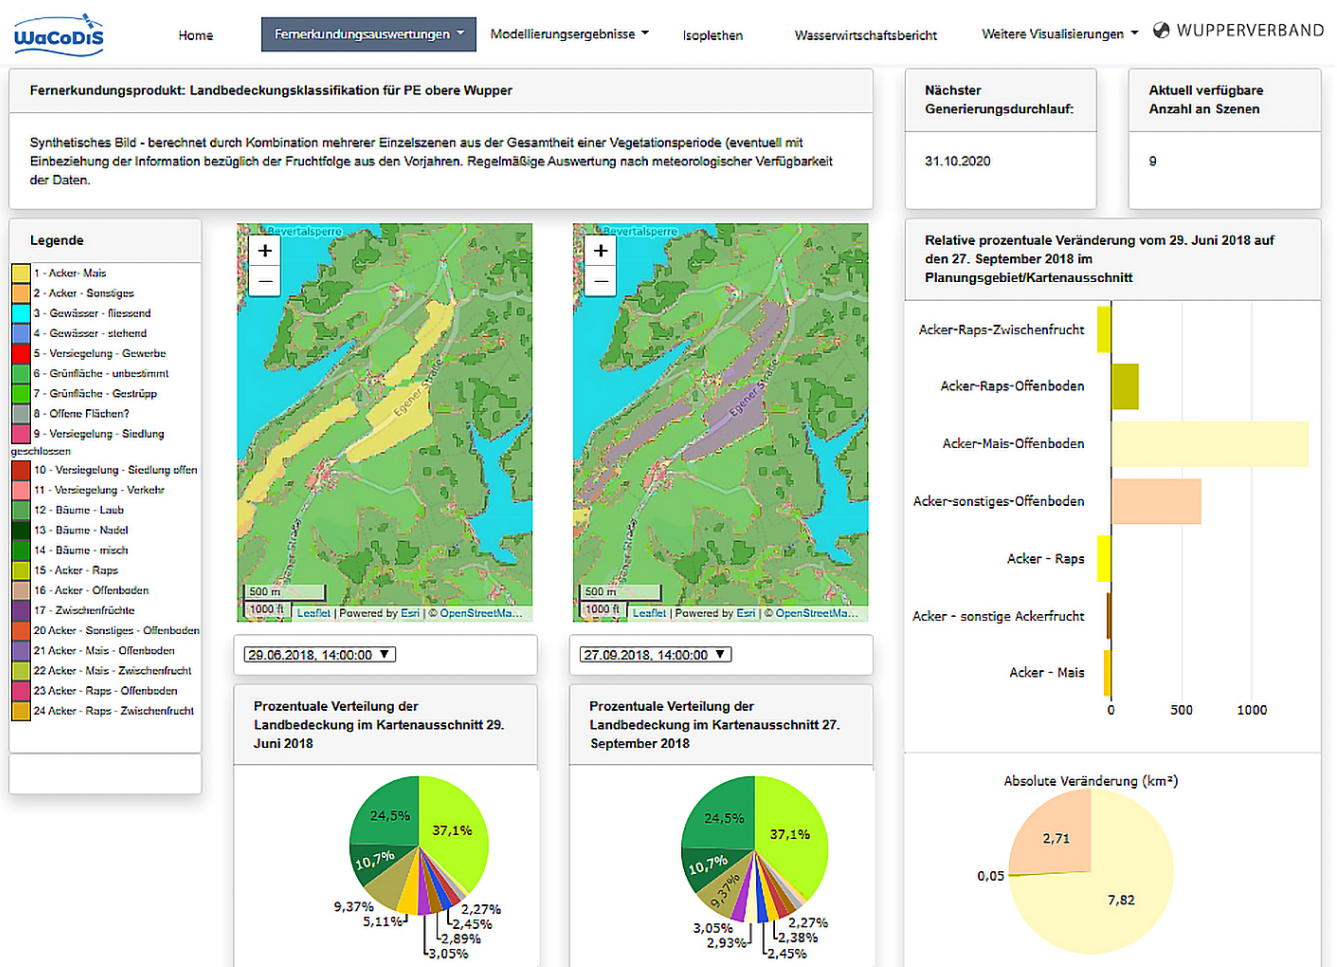 WaCoDiS
Home
Fernerkundungsauswertungen
Modellierungsergebnisse
Isoplethen
Wasserwirtschaftsbericht
Weitere Visualisierungen
WUPPERVERBAND
Fernerkundungsprodukt: Landbedeckungsklassifikation für PE obere Wupper
Synthetisches Bild - berechnet durch Kombination mehrerer Einzelszenen aus der Gesamtheit einer Vegetationsperiode (eventuell mit
Einbeziehung der Information bezüglich der Fruchtfolge aus den Vorjahren. Regelmäßige Auswertung nach meteorologischer Verfügbarkeit
der Daten.
Nächster
Generierungsdurchlauf:
31.10.2020
Aktuell verfügbare
Anzahl an Szenen
9
Legende
1 - Acker- Mais
2 - Acker - Sonstiges
3 - Gewässer - fliessend
4 - Gewässer - stehend
5 - Versiegelung - Gewerbe
6 - Grünfläche - unbestimmt
7 - Grünfläche - Gestrüpp
8 - Offene Flächen?
9 - Versiegelung - Siedlung
geschlossen
10 - Versiegelung - Siedlung offen
11 - Versiegelung - Verkehr
12 - Bäume - Laub
13 - Bäume - Nadel
14 - Bäume - misch
15 - Acker - Raps
16 - Acker - Offenboden
17 - Zwischenfrüchte
20 Acker - Sonstiges - Offenboden
21 Acker - Mais - Offenboden
22 Acker - Mais - Zwischenfrucht
23 Acker - Raps - Offenboden
24 Acker - Raps - Zwischenfrucht
Bevertalsperre
+
−
Egener Straße
500 m
1000 ft
Leaflet | Powered by Esri | © OpenStreetMa...
29.06.2018, 14:00:00 ▼
Prozentuale Verteilung der
Landbedeckung im Kartenausschnitt 29.
Juni 2018
24,5%
37,1%
10,7%
9,37%
5,11%
2,27%
2,45%
2,89%
3,05%
Bevertalsperre
+
−
Egener Straße
500 m
1000 ft
Leaflet | Powered by Esri | © OpenStreetMa...
27.09.2018, 14:00:00 ▼
Prozentuale Verteilung der
Landbedeckung im Kartenausschnitt 27.
September 2018
24,5%
37,1%
10,7%
9,37%
3,05%
2,93%
2,27%
2,38%
2,45%
Relative prozentuale Veränderung vom 29. Juni 2018 auf
den 27. September 2018 im
Planungsgebiet/Kartenausschnitt
Acker-Raps-Zwischenfrucht
Acker-Raps-Offenboden
Acker-Mais-Offenboden
Acker-sonstiges-Offenboden
Acker - Raps
Acker - sonstige Ackerfrucht
Acker - Mais
0 500 1000
Absolute Veränderung (km²)
2,71
0,05
7,82